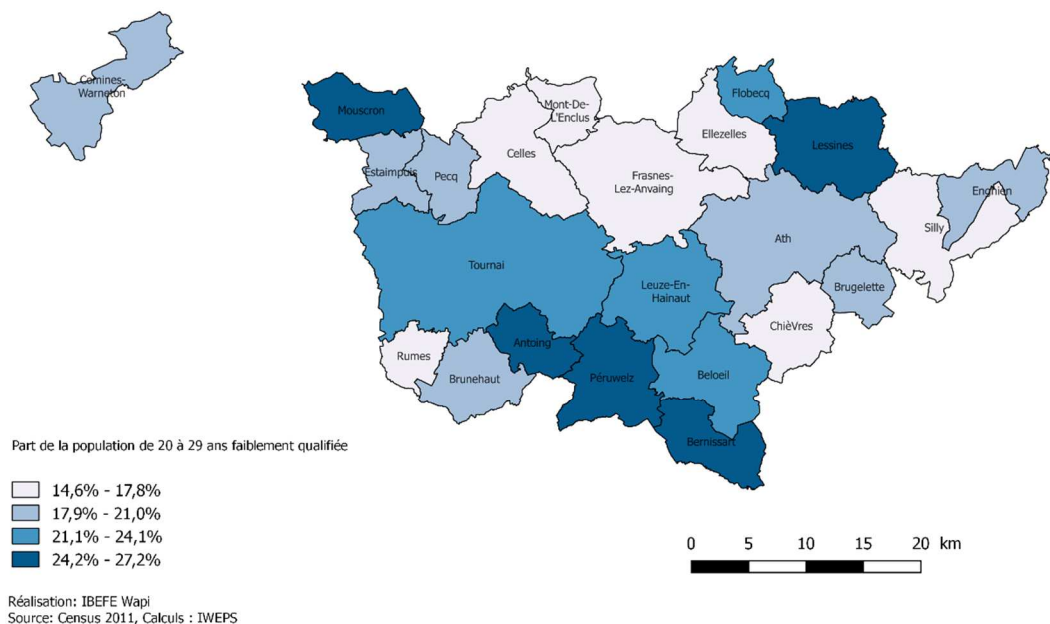 Comines-
Warneton
Mouscron
Mont-De-
L'Enclus
Flobecq
Ellezelles
Lessines
Celles
Estaimpuis
Pecq
Frasnes-
Lez-Anvaing
Enghien
Silly
Ath
Tournai
Leuze-En-
Hainaut
Brugelette
ChièVres
Antoing
Rumes
Brunehaut
Péruwelz
Beloeil
Bernissart
Part de la population de 20 à 29 ans faiblement qualifiée
14,6% - 17,8%
17,9% - 21,0%
21,1% - 24,1%
24,2% - 27,2%
0 5 10 15 20 km
Réalisation: IBEFE Wapi
Source: Census 2011, Calculs : IWEPS